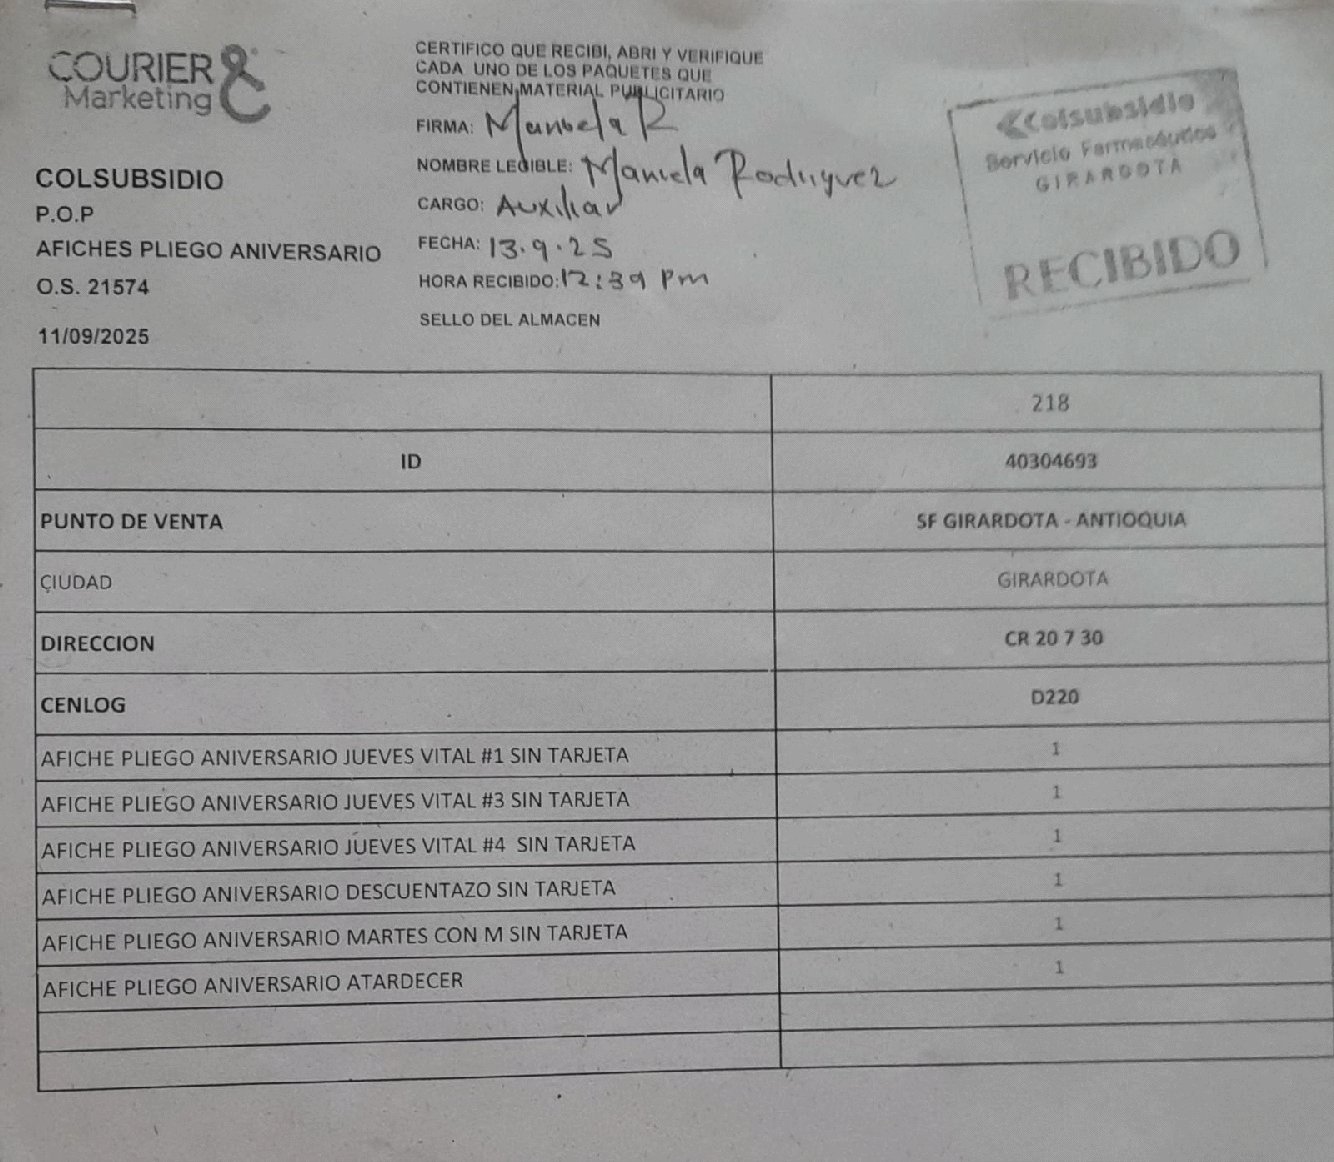 COURIER &
Marketing
COLSUBSIDIO
P.O.P
AFICHES PLIEGO ANIVERSARIO
O.S. 21574
11/09/2025
CERTIFICO QUE RECIBI, ABRI Y VERIFIQUE
CADA UNO DE LOS PAQUETES QUE
CONTIENEN MATERIAL PUBLICITARIO
FIRMA: Manuela R
NOMBRE LEGIBLE: Manuela Rodriguez
CARGO: Auxiliar
FECHA: 13.9.25
HORA RECIBIDO: 12:39 Pm
SELLO DEL ALMACEN
Colsubsidio
Servicio Farmacéutico
GIRARDOTA
RECIBIDO
218
ID 40304693
PUNTO DE VENTA SF GIRARDOTA - ANTIOQUIA
CIUDAD GIRARDOTA
DIRECCION CR 20 7 30
CENLOG D220
AFICHE PLIEGO ANIVERSARIO JUEVES VITAL #1 SIN TARJETA 1
AFICHE PLIEGO ANIVERSARIO JUEVES VITAL #3 SIN TARJETA 1
AFICHE PLIEGO ANIVERSARIO JUEVES VITAL #4 SIN TARJETA 1
AFICHE PLIEGO ANIVERSARIO DESCUENTAZO SIN TARJETA 1
AFICHE PLIEGO ANIVERSARIO MARTES CON M SIN TARJETA 1
AFICHE PLIEGO ANIVERSARIO ATARDECER 1